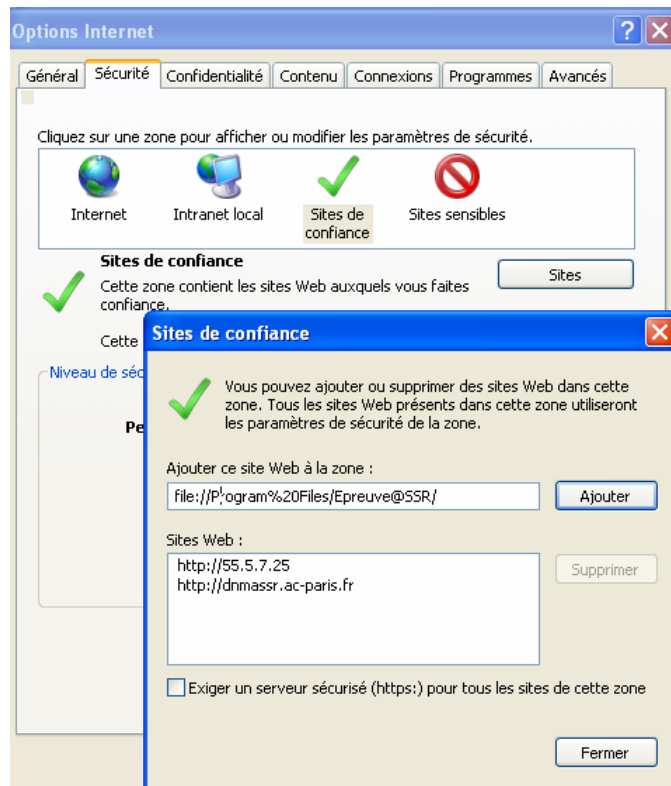 Options Internet
Général Sécurité Confidentialité Contenu Connexions Programmes Avancés
Cliquez sur une zone pour afficher ou modifier les paramètres de sécurité.
Internet Intranet local Sites de confiance Sites sensibles
Sites de confiance
Cette zone contient les sites Web auxquels vous faites confiance.
Sites
Cette
Niveau de séc
Pe
Sites de confiance
Vous pouvez ajouter ou supprimer des sites Web dans cette
zone. Tous les sites Web présents dans cette zone utiliseront
les paramètres de sécurité de la zone.
Ajouter ce site Web à la zone :
file://Program%20Files/Epreuve@SSR/ Ajouter
Sites Web :
http://55.5.7.25
http://dnmassr.ac-paris.fr
Supprimer
Exiger un serveur sécurisé (https:) pour tous les sites de cette zone
Fermer